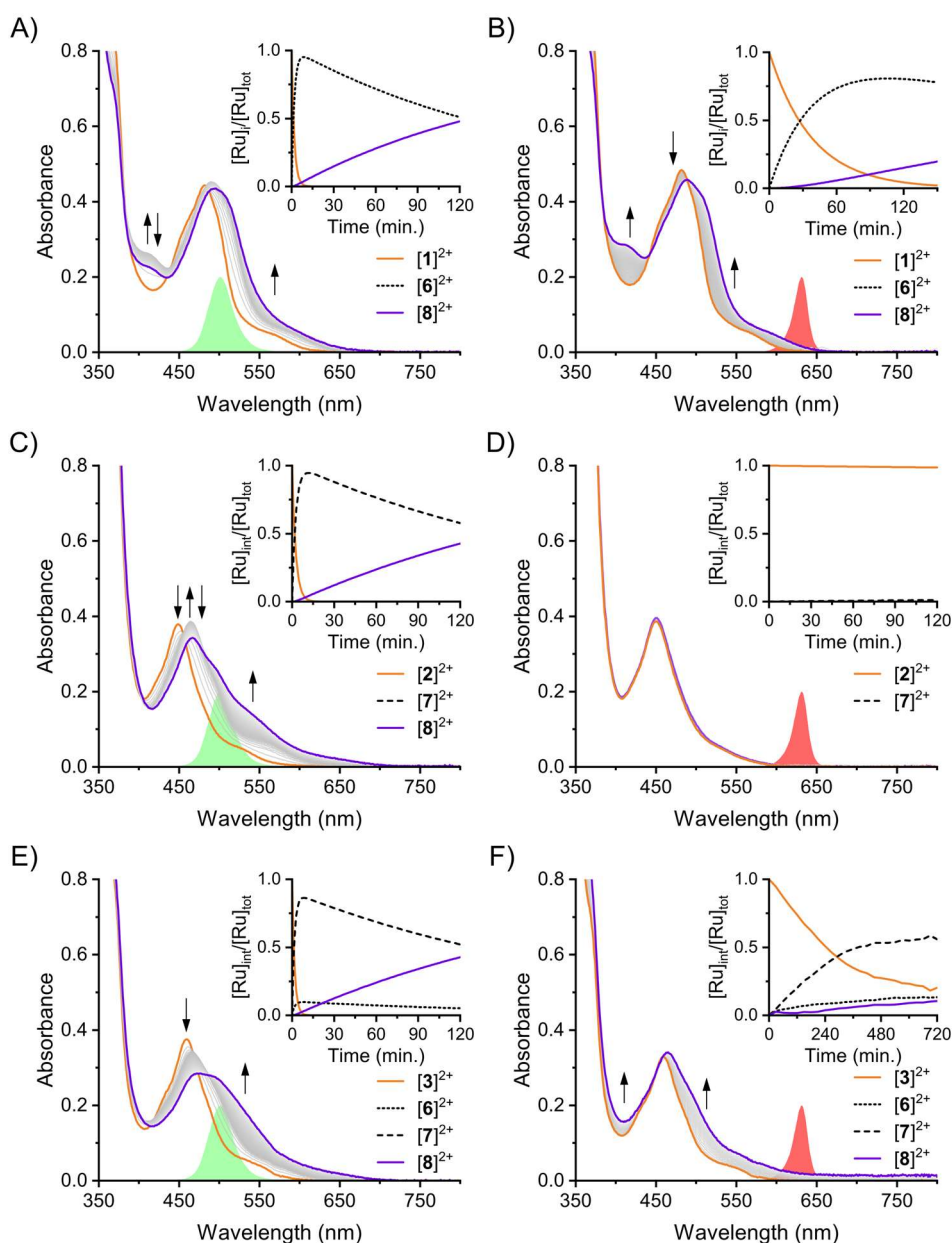 A)
0.8
0.6
0.4
0.2
0.0
Absorbance
350 450 550 650 750
Wavelength (nm)
1.0
0.5
0.0
[Ru]i/[Ru]tot
0 30 60 90 120
Time (min.)
[1]2+
[6]2+
[8]2+
B)
0.8
0.6
0.4
0.2
0.0
Absorbance
350 450 550 650 750
Wavelength (nm)
1.0
0.5
0.0
[Ru]i/[Ru]tot
0 60 120
Time (min.)
[1]2+
[6]2+
[8]2+
C)
0.8
0.6
0.4
0.2
0.0
Absorbance
350 450 550 650 750
Wavelength (nm)
1.0
0.5
0.0
[Ru]int/[Ru]tot
0 30 60 90 120
Time (min.)
[2]2+
[7]2+
[8]2+
D)
0.8
0.6
0.4
0.2
0.0
Absorbance
350 450 550 650 750
Wavelength (nm)
1.0
0.5
0.0
[Ru]int/[Ru]tot
0 30 60 90 120
Time (min.)
[2]2+
[7]2+
E)
0.8
0.6
0.4
0.2
0.0
Absorbance
350 450 550 650 750
Wavelength (nm)
1.0
0.5
0.0
[Ru]int/[Ru]tot
0 30 60 90 120
Time (min.)
[3]2+
[6]2+
[7]2+
[8]2+
F)
0.8
0.6
0.4
0.2
0.0
Absorbance
350 450 550 650 750
Wavelength (nm)
1.0
0.5
0.0
[Ru]int/[Ru]tot
0 240 480 720
Time (min.)
[3]2+
[6]2+
[7]2+
[8]2+